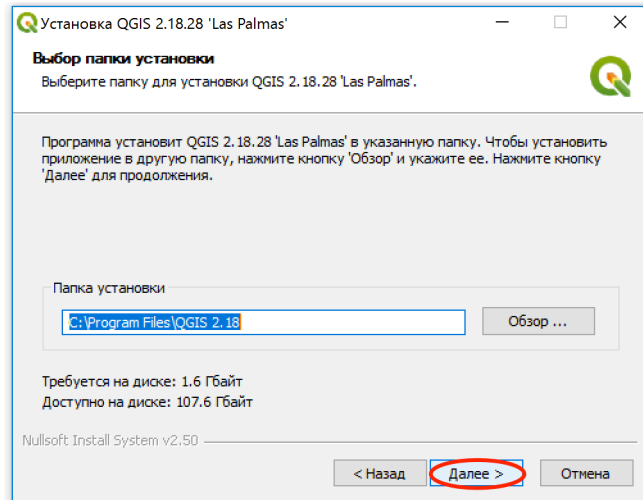 Установка QGIS 2.18.28 'Las Palmas'
Выбор папки установки
Выберите папку для установки QGIS 2.18.28 'Las Palmas'.
Программа установит QGIS 2.18.28 'Las Palmas' в указанную папку. Чтобы установить
приложение в другую папку, нажмите кнопку 'Обзор' и укажите ее. Нажмите кнопку
'Далее' для продолжения.
Папка установки
C:\Program Files\QGIS 2.18
Обзор ...
Требуется на диске: 1.6 Гбайт
Доступно на диске: 107.6 Гбайт
Nullsoft Install System v2.50
< Назад
Далее >
Отмена